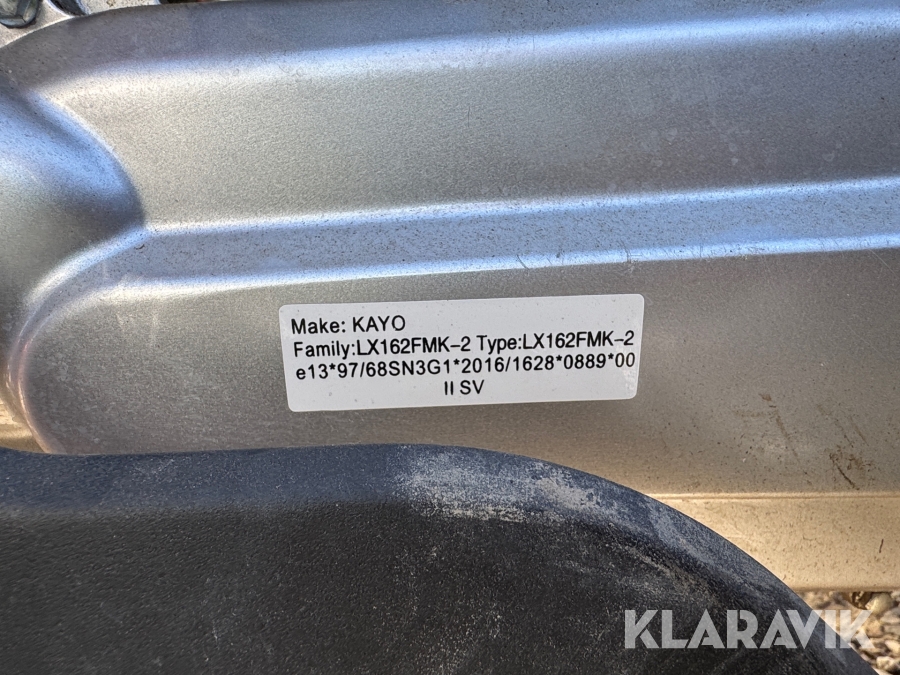 Make: KAYO
Family:LX162FMK-2 Type:LX162FMK-2
e13*97/68SN3G1*2016/1628*0889*00
II SV
KLARAVIK